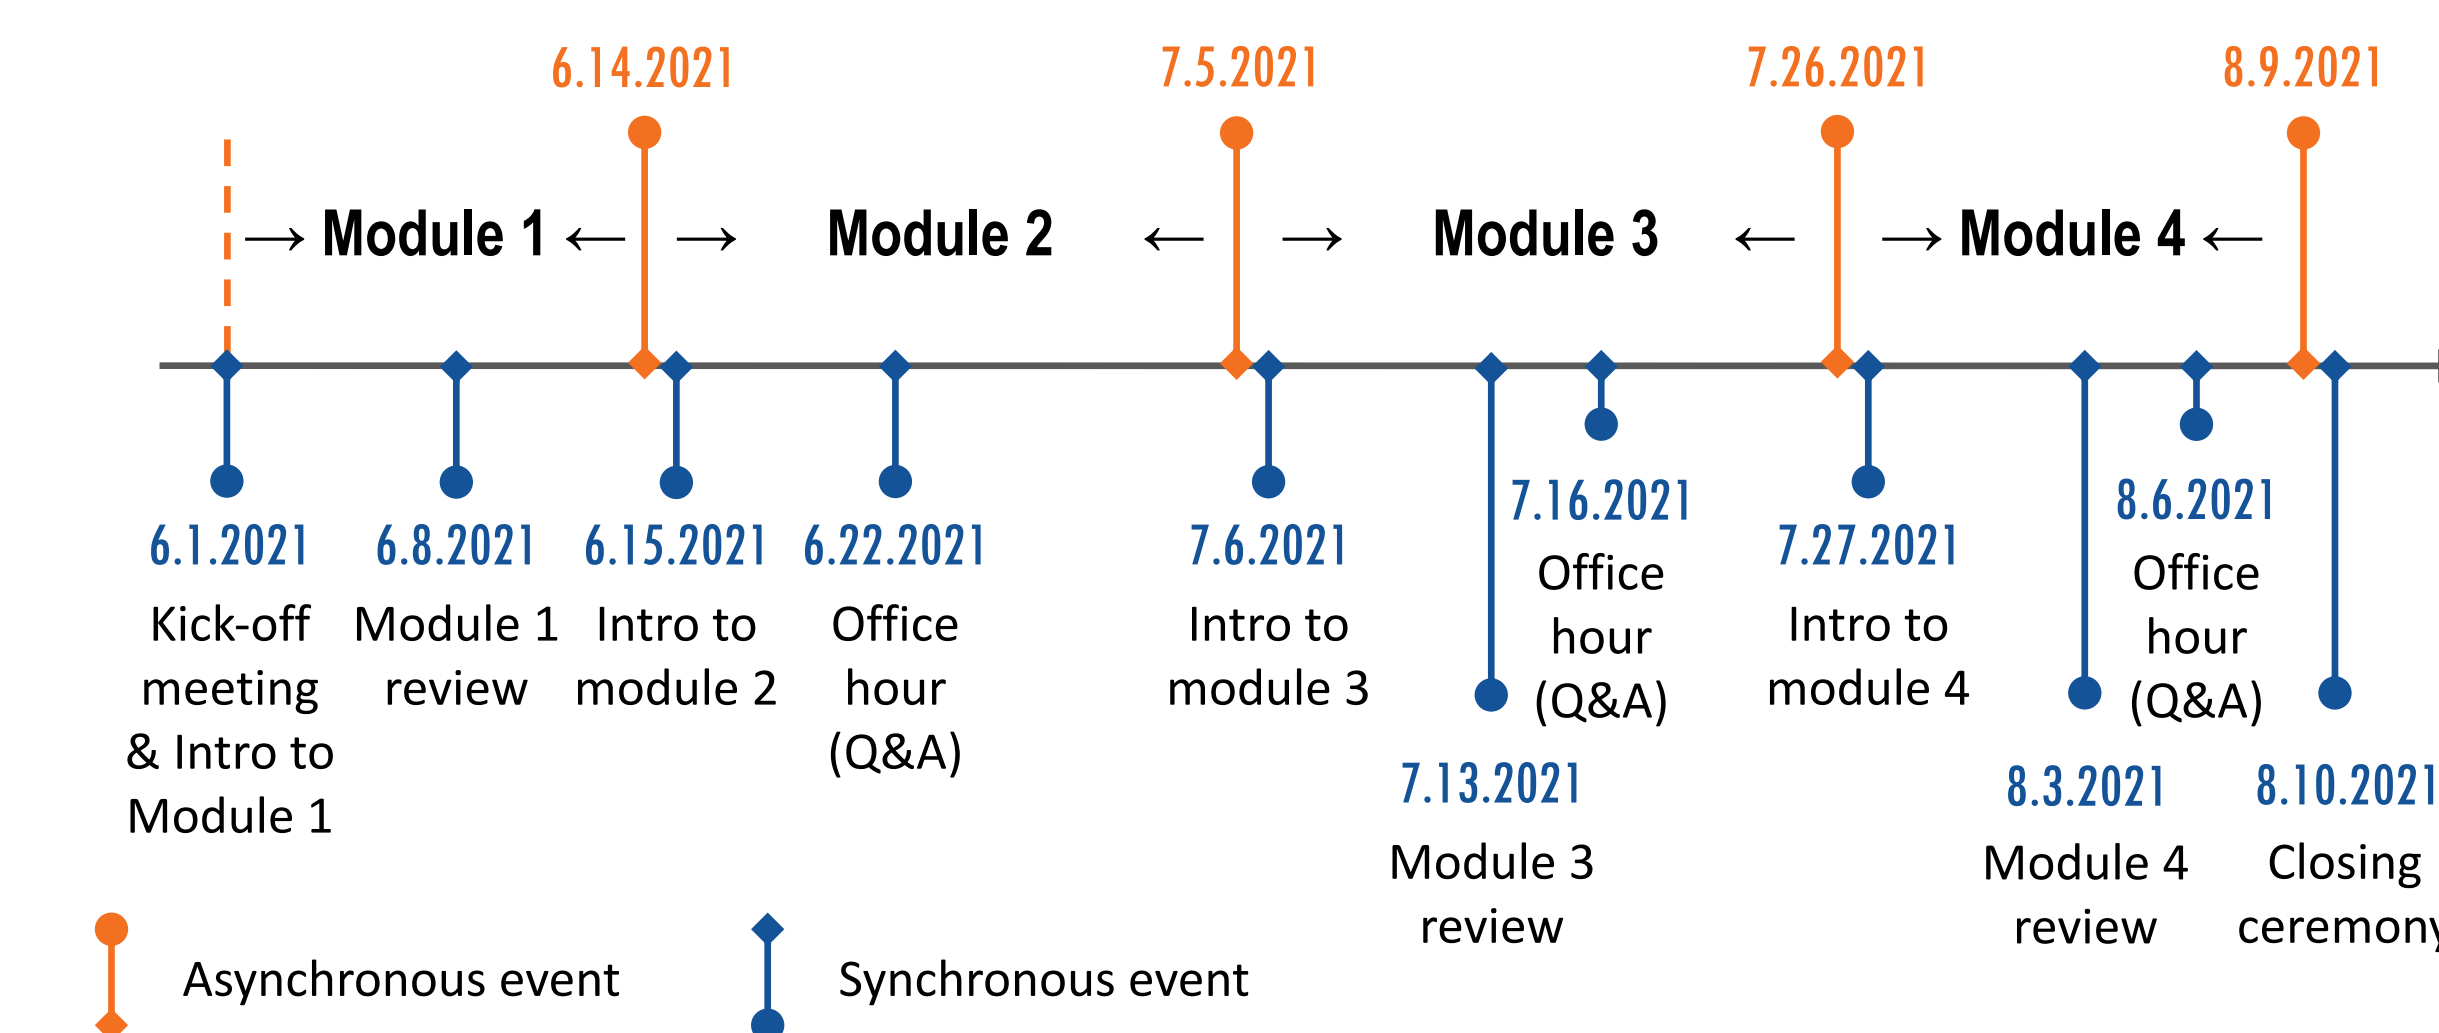 6.14.2021
7.5.2021
7.26.2021
8.9.2021
→ Module 1 ←
→ Module 2 ←
→ Module 3 ←
→ Module 4 ←
6.1.2021
Kick-off
meeting
& Intro to
Module 1
6.8.2021
Module 1
review
6.15.2021
Intro to
module 2
6.22.2021
Office
hour
(Q&A)
7.6.2021
Intro to
module 3
7.13.2021
Module 3
review
7.16.2021
Office
hour
(Q&A)
7.27.2021
Intro to
module 4
8.3.2021
Module 4
review
8.6.2021
Office
hour
(Q&A)
8.10.2021
Closing
ceremony
Asynchronous event
Synchronous event